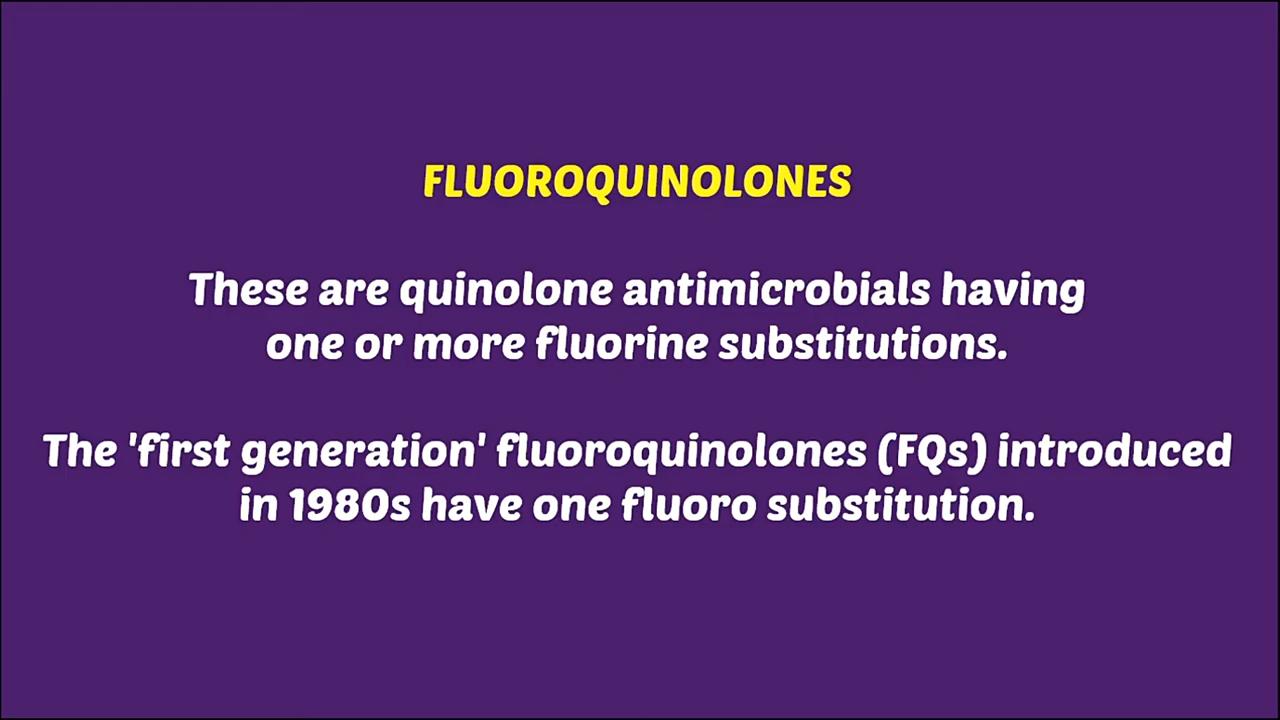 FLUOROQUINOLONES
These are quinolone antimicrobials having
one or more fluorine substitutions.
The 'first generation' fluoroquinolones (FQs) introduced
in 1980s have one fluoro substitution.